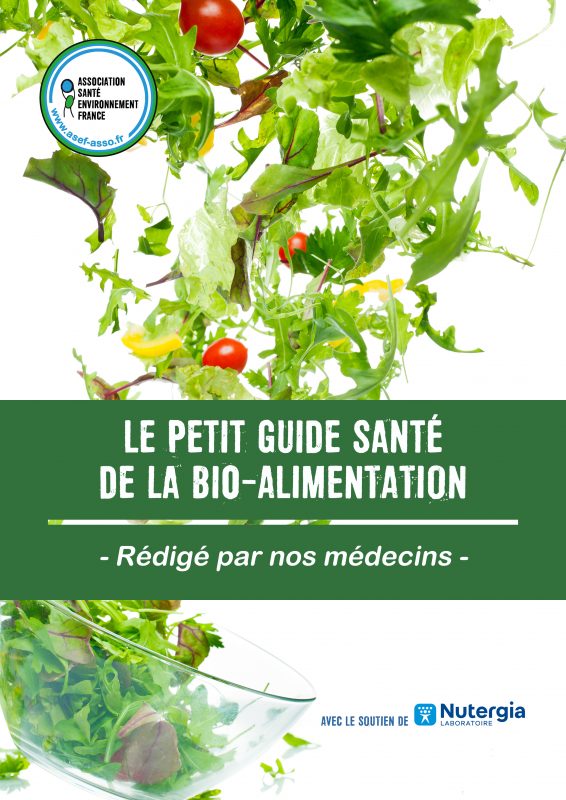 ASSOCIATION
SANTÉ
ENVIRONNEMENT
FRANCE
www.asef-asso.fr
LE PETIT GUIDE SANTÉ
DE LA BIO-ALIMENTATION
- Rédigé par nos médecins -
AVEC LE SOUTIEN DE Nutergia
LABORATOIRE